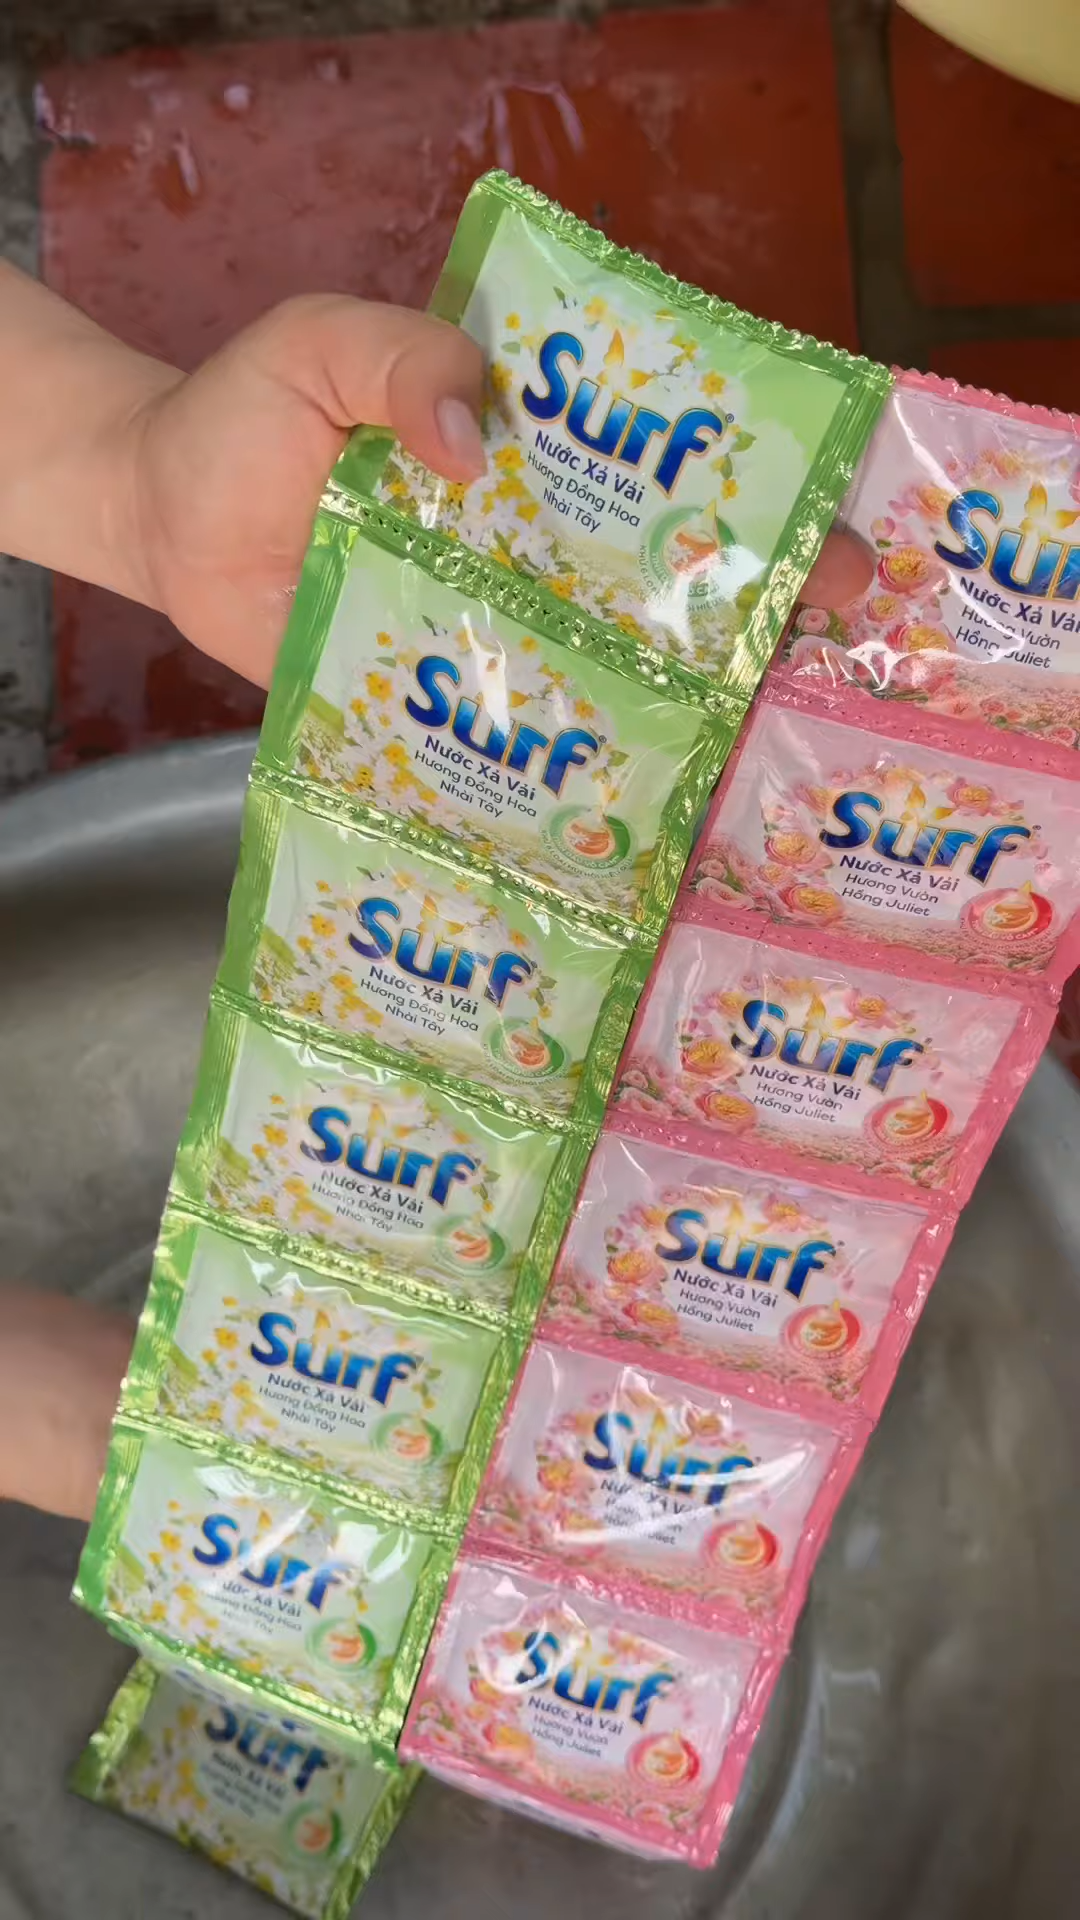 Surf
Nước Xả Vải
Hương Đồng Hoa
Nhài Tây
Surf
Nước Xả Vải
Hương Đồng Hoa
Nhài Tây
Surf
Nước Xả Vải
Hương Đồng Hoa
Nhài Tây
Surf
Nước Xả Vải
Hương Đồng Hoa
Nhài Tây
Surf
Nước Xả Vải
Hương Đồng Hoa
Nhài Tây
Surf
Xả Vải
Đồng Hoa
Surf
Sur
Nước Xả Vải
Hương Vườn
Hồng Juliet
Surf
Nước Xả Vải
Hương Vườn
Hồng Juliet
Surf
Nước Xả Vải
Hương Vườn
Hồng Juliet
Surf
Nước Xả Vải
Hương Vườn
Hồng Juliet
Surf
Surf
Nước Xả Vải
Hương Vườn
Hồng Juliet